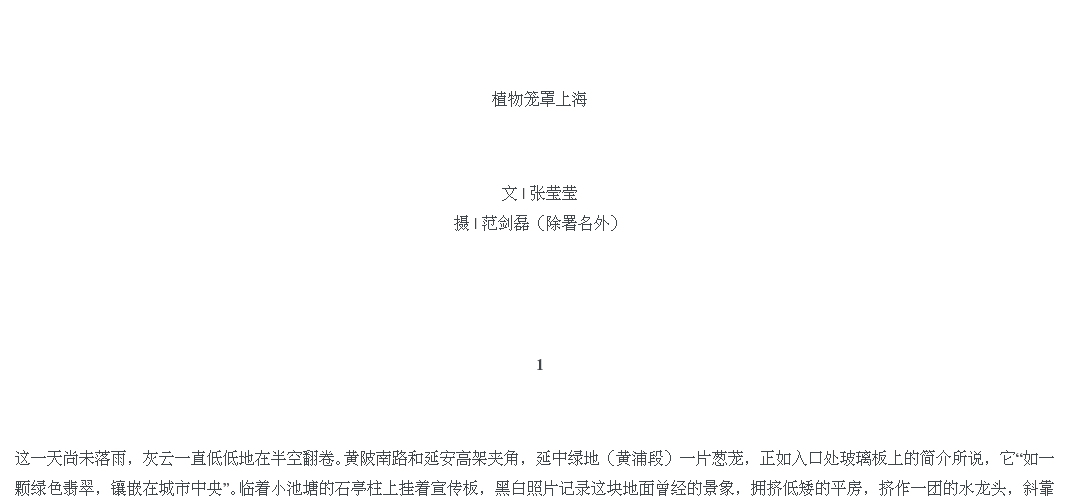 植物笼罩上海
文 | 张莹莹
摄 | 范剑磊（除署名外）
1
这一天尚未落雨，灰云一直低低地在半空翻卷。黄陂南路和延安高架夹角，延中绿地（黄浦段）一片葱茏，正如入口处玻璃板上的简介所说，它“如一
颗绿色翡翠，镶嵌在城市中央”。临着小池塘的石亭柱上挂着宣传板，黑白照片记录这块地面曾经的景象，拥挤低矮的平房，挤作一团的水龙头，斜靠